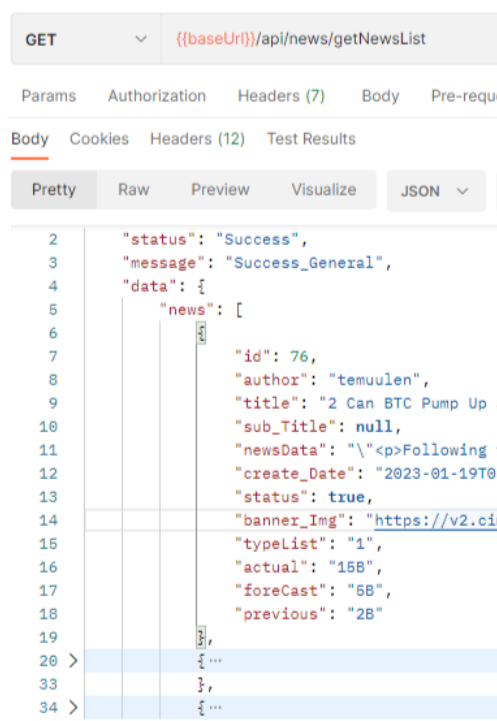 GET {{baseUrl}}/api/news/getNewsList
Params Authorization Headers (7) Body
Body Cookies Headers (12) Test Results
Pretty Raw Preview Visualize JSON
2 "status": "Success",
3 "message": "Success_General",
4 "data": {
5 "news": [
6 {
7 "id": 76,
8 "author": "temuulen",
9 "title": "2 Can BTC Pump Up
10 "sub_Title": null,
11 "newsData": "\"<p>Following
12 "create_Date": "2023-01-19T0
13 "status": true,
14 "banner_Img": "https://v2.ci
15 "typeList": "1",
16 "actual": "15B",
17 "foreCast": "5B",
18 "previous": "2B"
19 },
20 { ...
33 },
34 { ...